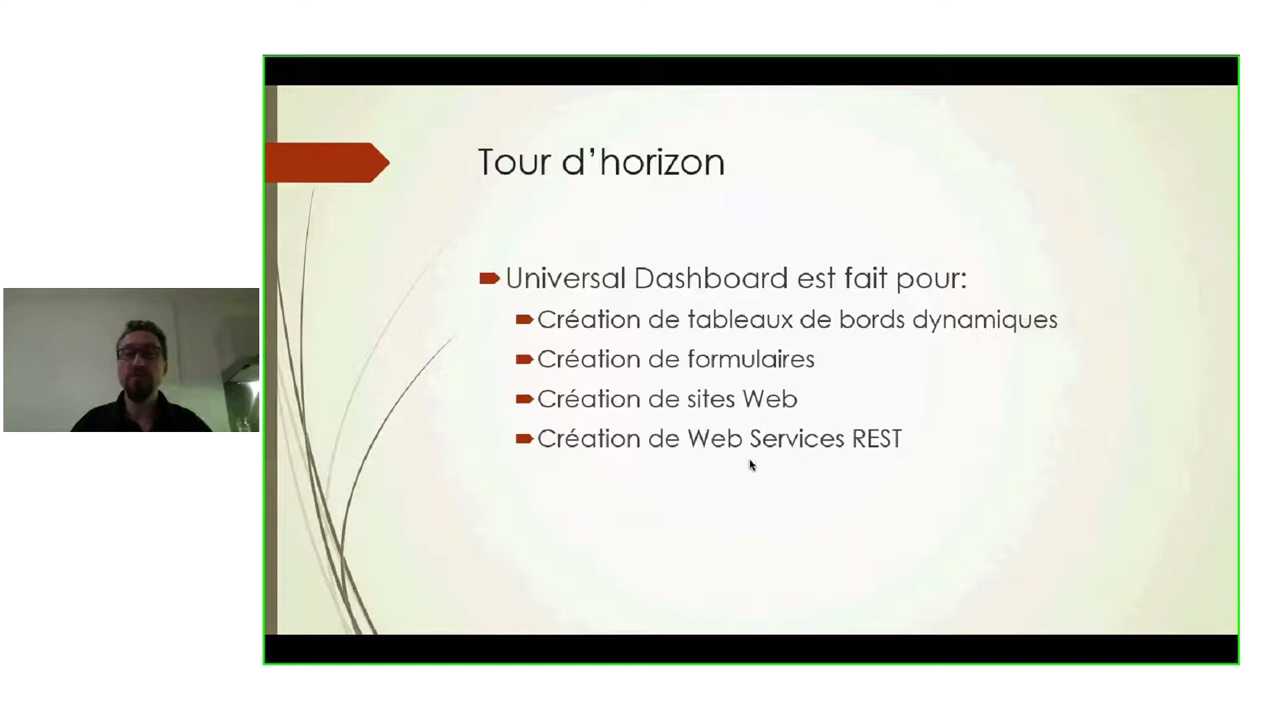 Tour d’horizon
Universal Dashboard est fait pour:
Création de tableaux de bords dynamiques
Création de formulaires
Création de sites Web
Création de Web Services REST